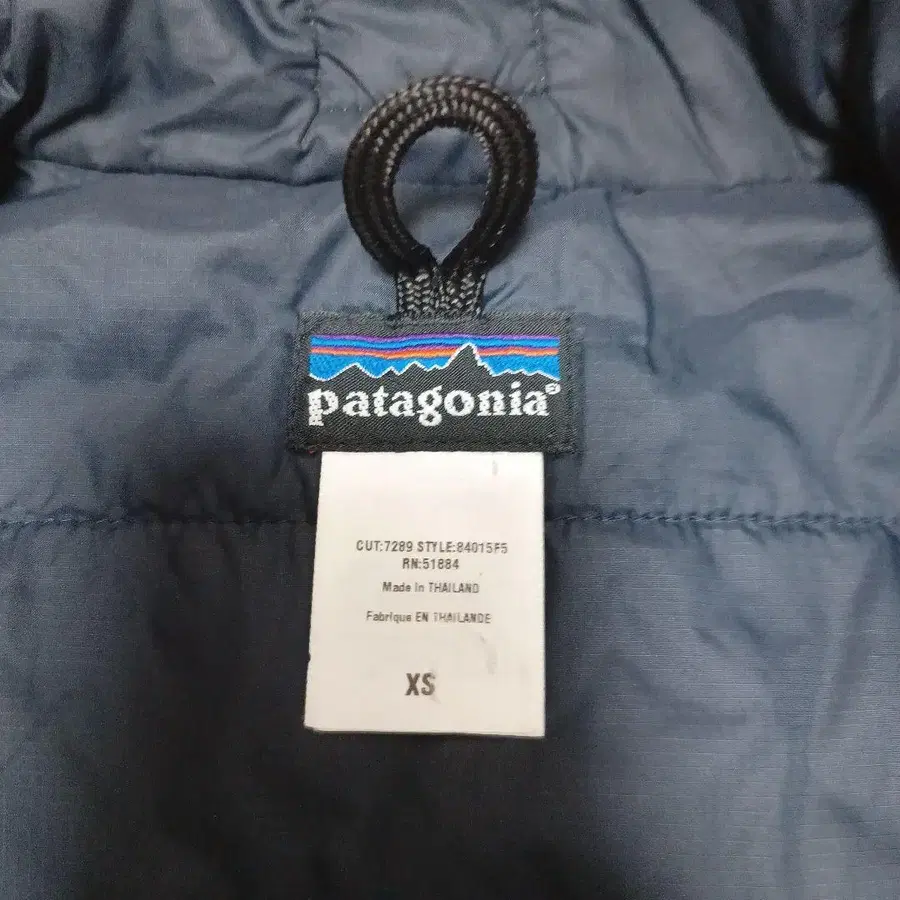 patagonia®
CUT:7289 STYLE:84015F5
RN:51884
Made in THAILAND
Fabrique EN THAILANDE
XS